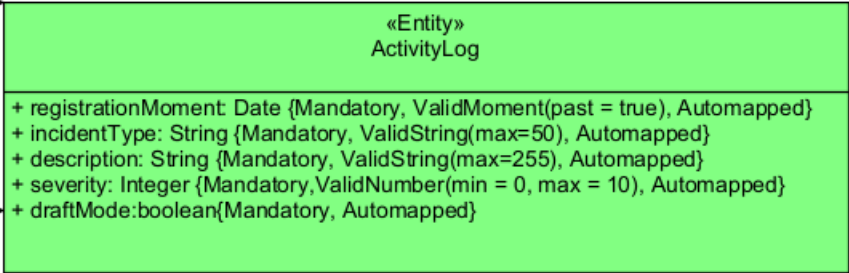 «Entity»
ActivityLog
+ registrationMoment: Date {Mandatory, ValidMoment(past = true), Automapped}
+ incidentType: String {Mandatory, ValidString(max=50), Automapped}
+ description: String {Mandatory, ValidString(max=255), Automapped}
+ severity: Integer {Mandatory,ValidNumber(min = 0, max = 10), Automapped}
+ draftMode:boolean{Mandatory, Automapped}